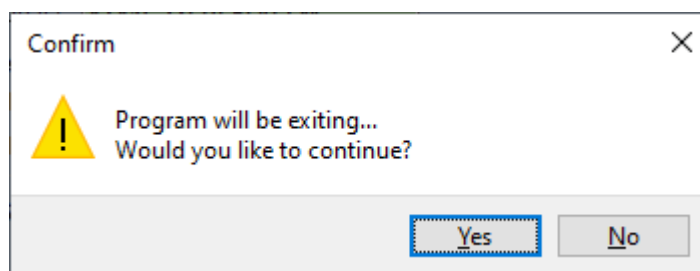 Confirm
Program will be exiting...
Would you like to continue?
Yes No